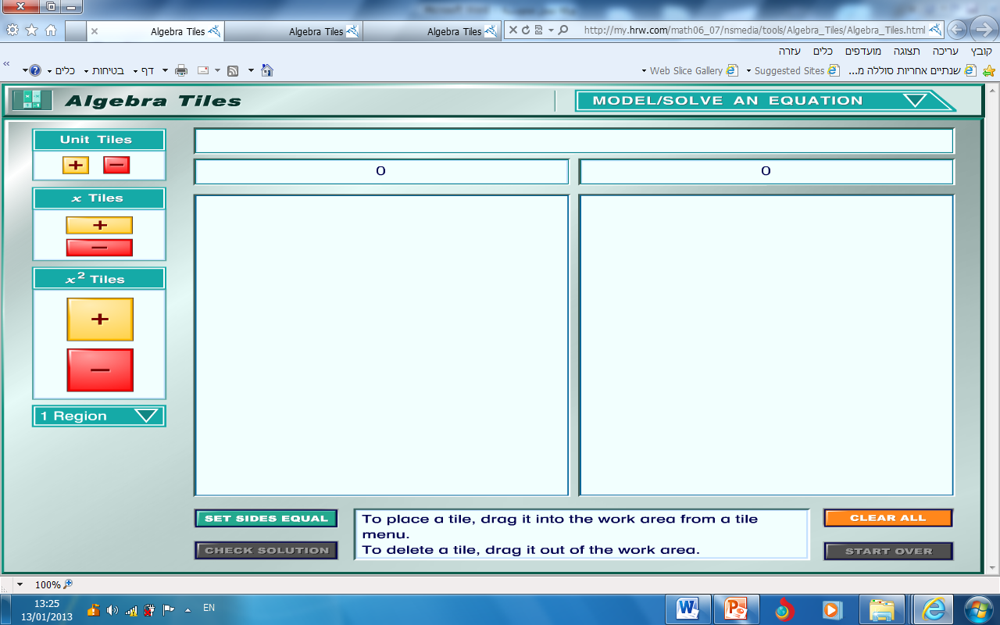 Algebra Tiles
Algebra Tiles
Algebra Tiles
http://my.hrw.com/math06_07/nsmedia/tools/Algebra_Tiles/Algebra_Tiles.html
קובץ עריכה תצוגה מועדפים כלים עזרה
שנתיים אחריות סוללה מ... Suggested Sites Web Slice Gallery
דף בטיחות כלים
Algebra Tiles
MODEL/SOLVE AN EQUATION
Unit Tiles
+ −
x Tiles
+
−
x² Tiles
+
−
1 Region
0
0
SET SIDES EQUAL
CHECK SOLUTION
To place a tile, drag it into the work area from a tile
menu.
To delete a tile, drag it out of the work area.
CLEAR ALL
START OVER
100%
13:25
13/01/2013
EN